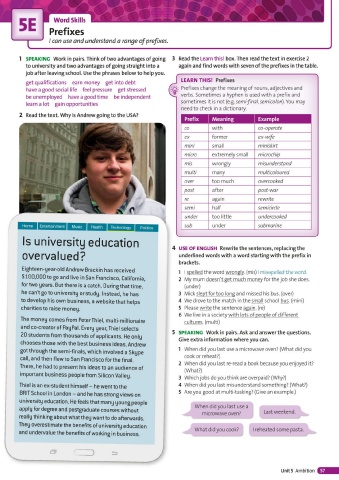 5E
Word Skills
Prefixes
I can use and understand a range of prefixes.
1 SPEAKING Work in pairs. Think of two advantages of going
to university and two advantages of going straight into a
job after leaving school. Use the phrases below to help you.
get qualifications earn money get into debt
have a good social life feel pressure get stressed
be unemployed have a good time be independent
learn a lot gain opportunities
2 Read the text. Why is Andrew going to the USA?
Home Entertainment Music Health Technology Politics
Is university education
overvalued?
Eighteen-year-old Andrew Brackin has received
$100,000 to go and live in San Francisco, California,
for two years. But there is a catch. During that time,
he can't go to university or study. Instead, he has
to develop his own business, a website that helps
charities to raise money.
The money comes from Peter Thiel, multi-millionaire
and co-creator of PayPal. Every year, Thiel selects
20 students from thousands of applicants. He only
chooses those with the best business ideas. Andrew
got through the semi-finals, which involved a Skype
call, and then flew to San Francisco for the final.
There, he had to present his ideas to an audience of
important business people from Silicon Valley.
Thiel is an ex-student himself – he went to the
BRIT School in London – and he has strong views on
university education. He feels that many young people
apply for degree and postgraduate courses without
really thinking about what they want to do afterwards.
They overestimate the benefits of university education
and undervalue the benefits of working in business.
3 Read the Learn this! box. Then read the text in exercise 2
again and find words with seven of the prefixes in the table.
LEARN THIS! Prefixes
Prefixes change the meaning of nouns, adjectives and
verbs. Sometimes a hyphen is used with a prefix and
sometimes it is not (e.g. semi-final, semicolon). You may
need to check in a dictionary.
Prefix Meaning Example
co with co-operate
ex former ex-wife
mini small miniskirt
micro extremely small microchip
mis wrongly misunderstand
multi many multicoloured
over too much overcooked
post after post-war
re again rewrite
semi half semicircle
under too little undercooked
sub under submarine
4 USE OF ENGLISH Rewrite the sentences, replacing the
underlined words with a word starting with the prefix in
brackets.
1 I spelled the word wrongly. (mis) I misspelled the word.
2 My mum doesn't get much money for the job she does.
(under)
3 Mick slept for too long and missed his bus. (over)
4 We drove to the match in the small school bus. (mini)
5 Please write the sentence again. (re)
6 We live in a society with lots of people of different
cultures. (multi)
5 SPEAKING Work in pairs. Ask and answer the questions.
Give extra information where you can.
1 When did you last use a microwave oven? (What did you
cook or reheat?)
2 When did you last re-read a book because you enjoyed it?
(What?)
3 Which jobs do you think are overpaid? (Why?)
4 When did you last misunderstand something? (What?)
5 Are you good at multi-tasking? (Give an example.)
When did you last use a
microwave oven?
Last weekend.
What did you cook?
I reheated some pasta.
Unit 5 Ambition 57